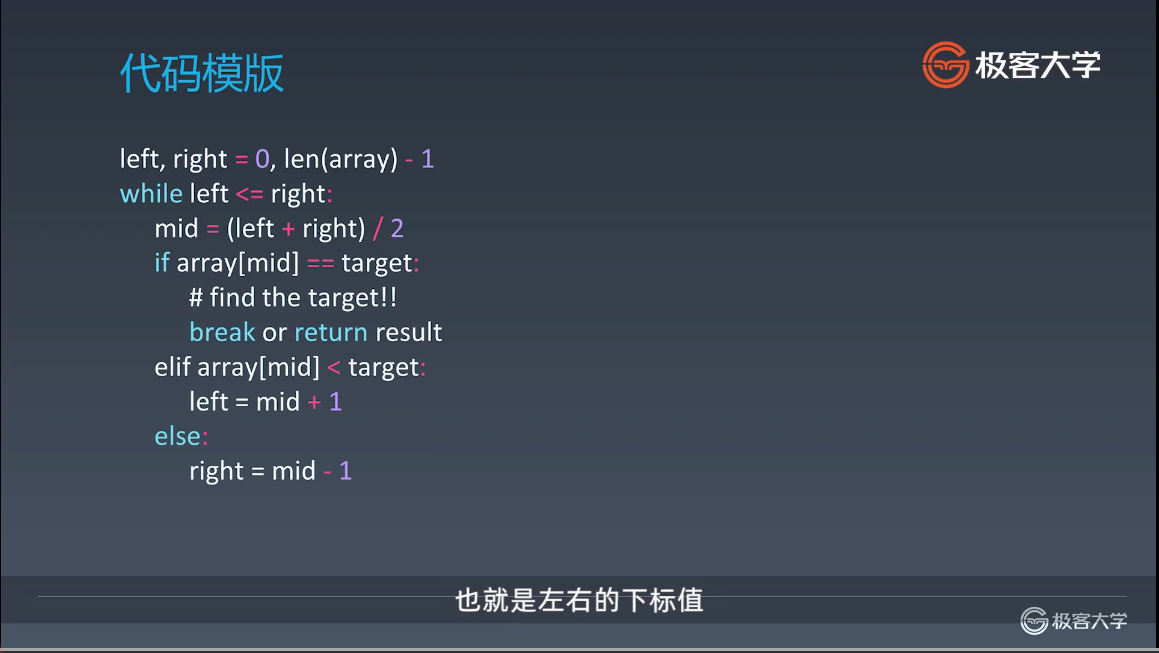 代码模版
极客大学
left, right = 0, len(array) - 1
while left <= right:
    mid = (left + right) / 2
    if array[mid] == target:
        # find the target!!
        break or return result
    elif array[mid] < target:
        left = mid + 1
    else:
        right = mid - 1
也就是左右的下标值
极客大学